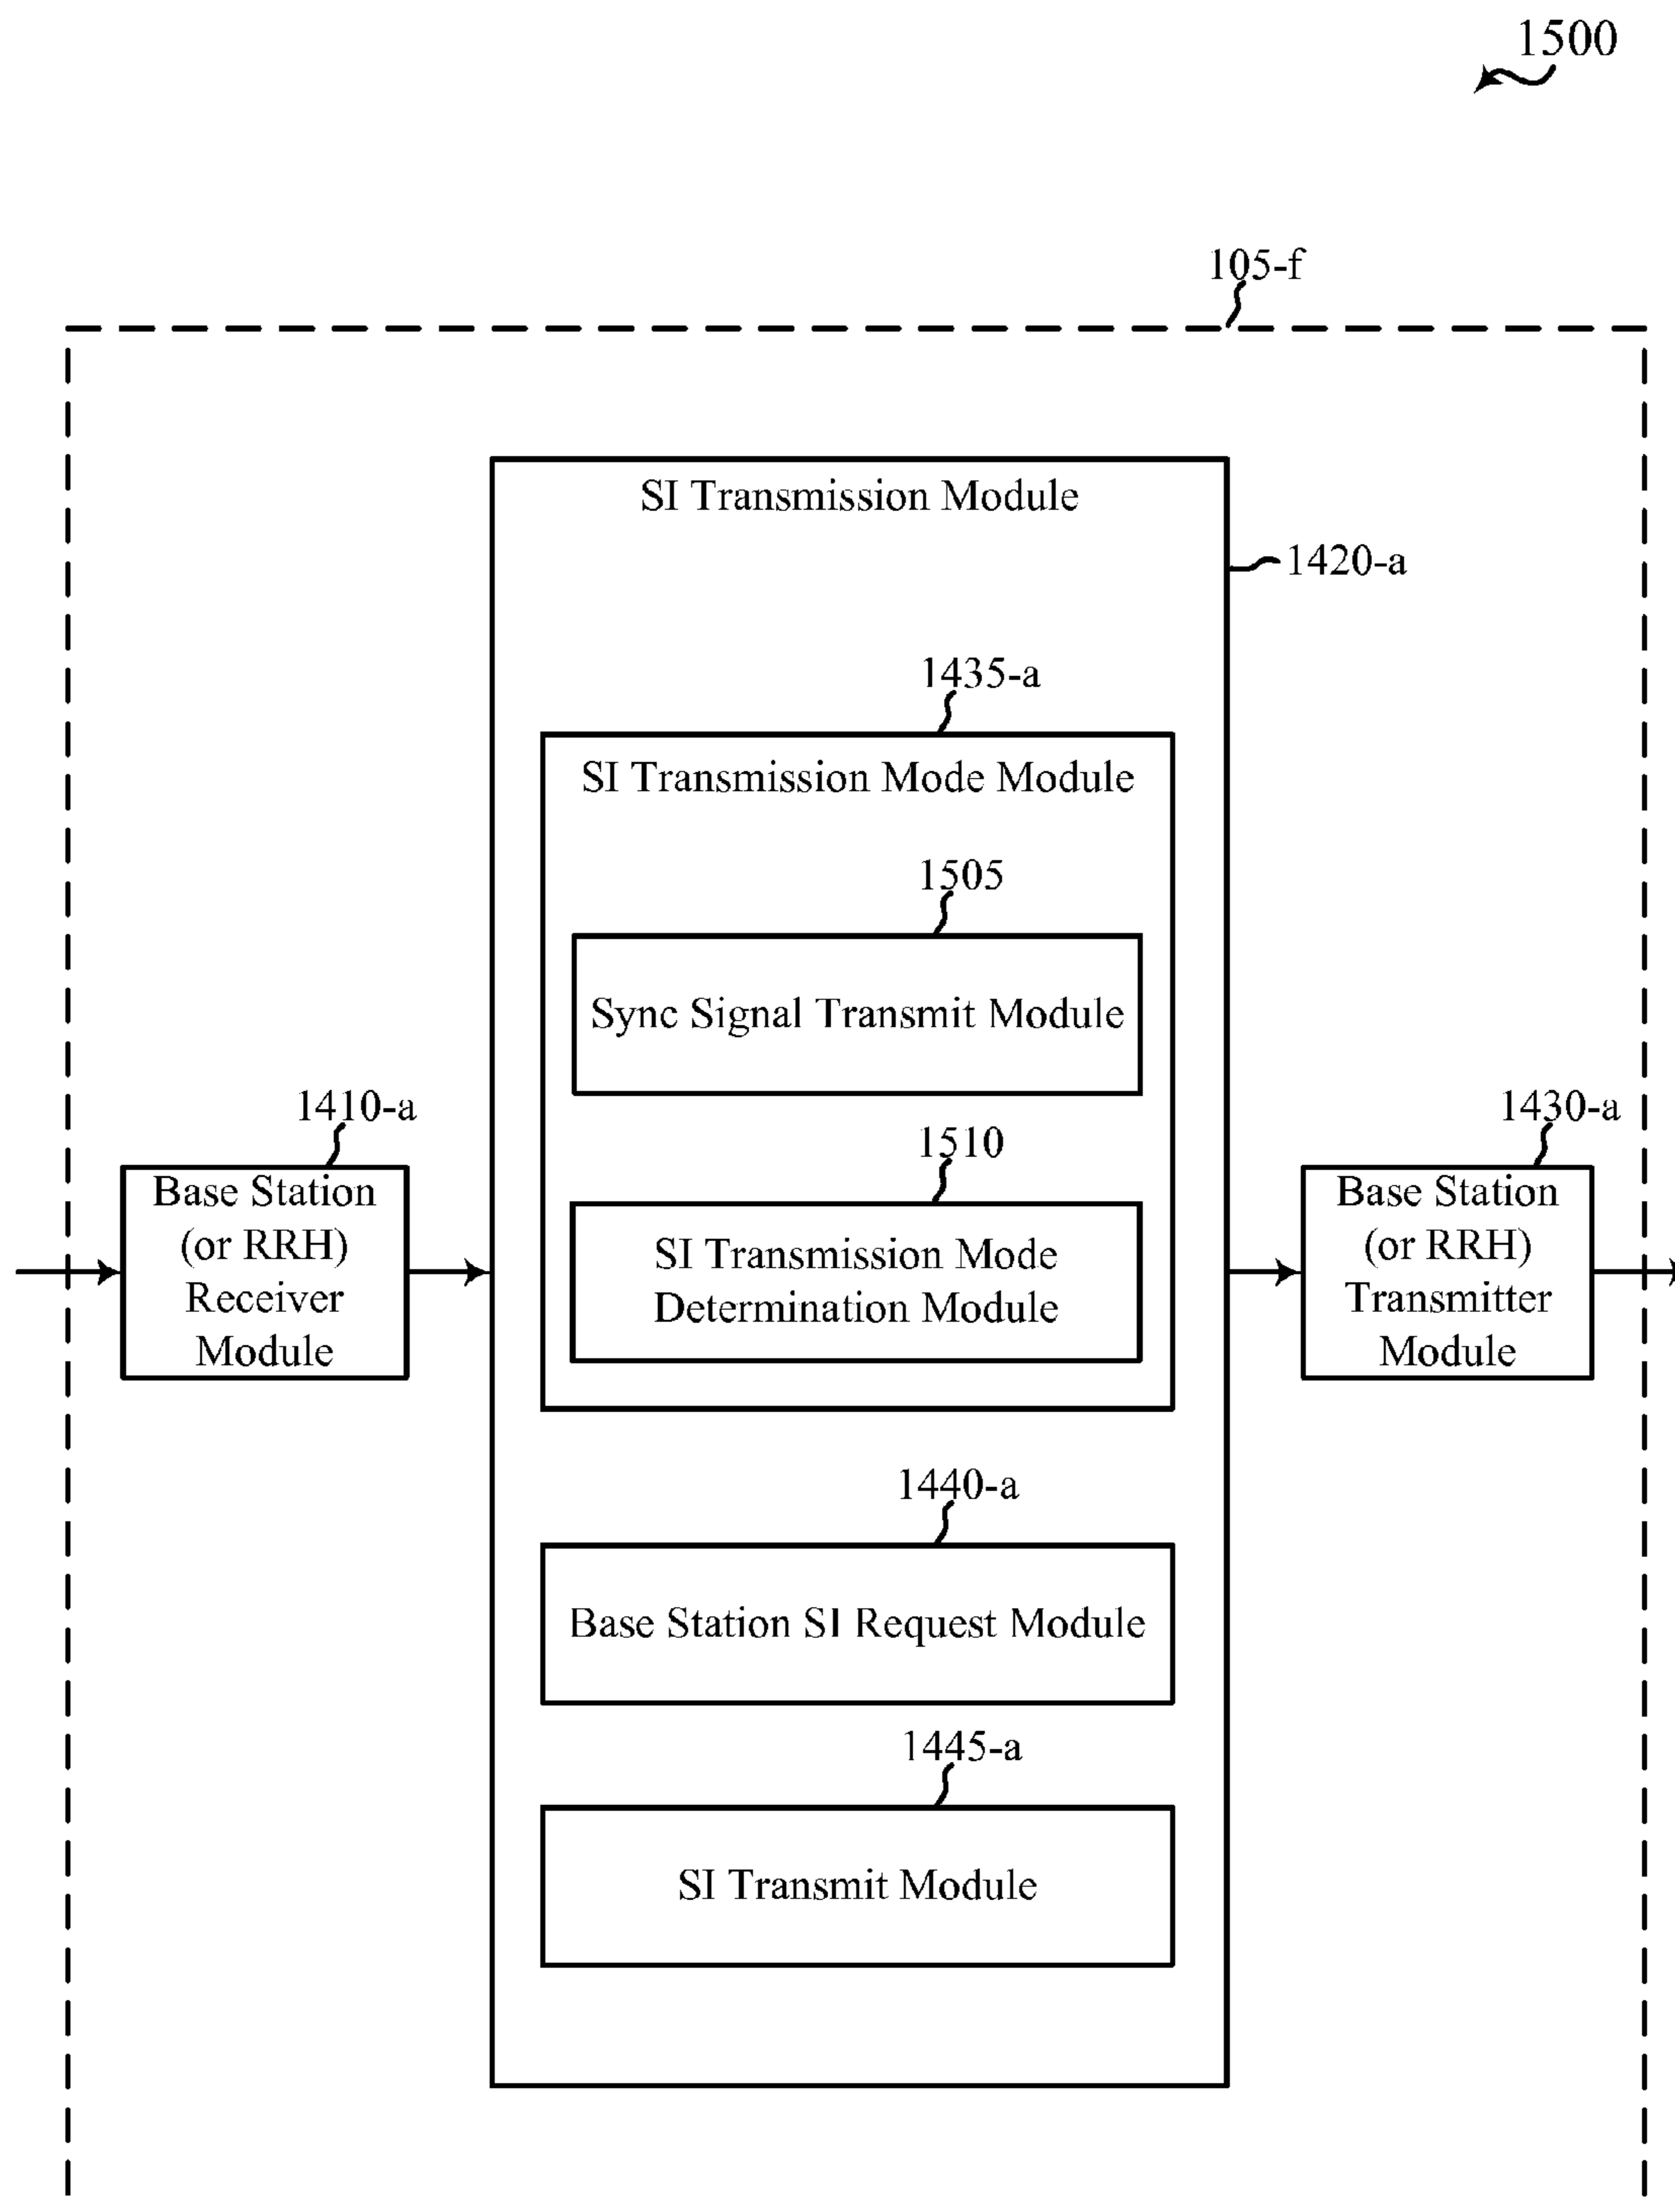 1500
105-f
SI Transmission Module
1420-a
1435-a
SI Transmission Mode Module
1505
Sync Signal Transmit Module
1410-a
Base Station
(or RRH)
Receiver
Module
1510
SI Transmission Mode
Determination Module
1430-a
Base Station
(or RRH)
Transmitter
Module
1440-a
Base Station SI Request Module
1445-a
SI Transmit Module